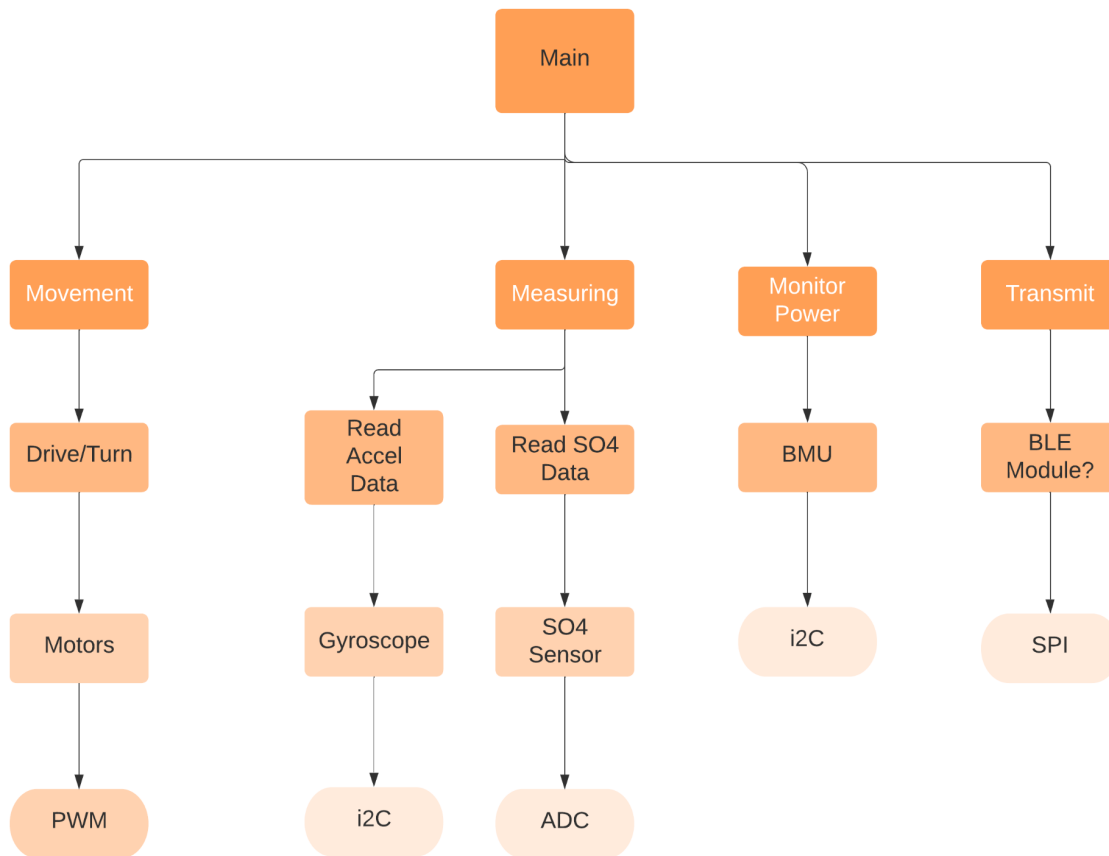 Main
Movement
Measuring
Monitor
Power
Transmit
Drive/Turn
Read
Accel
Data
Read SO4
Data
BMU
BLE
Module?
Motors
Gyroscope
SO4
Sensor
i2C
SPI
PWM
i2C
ADC